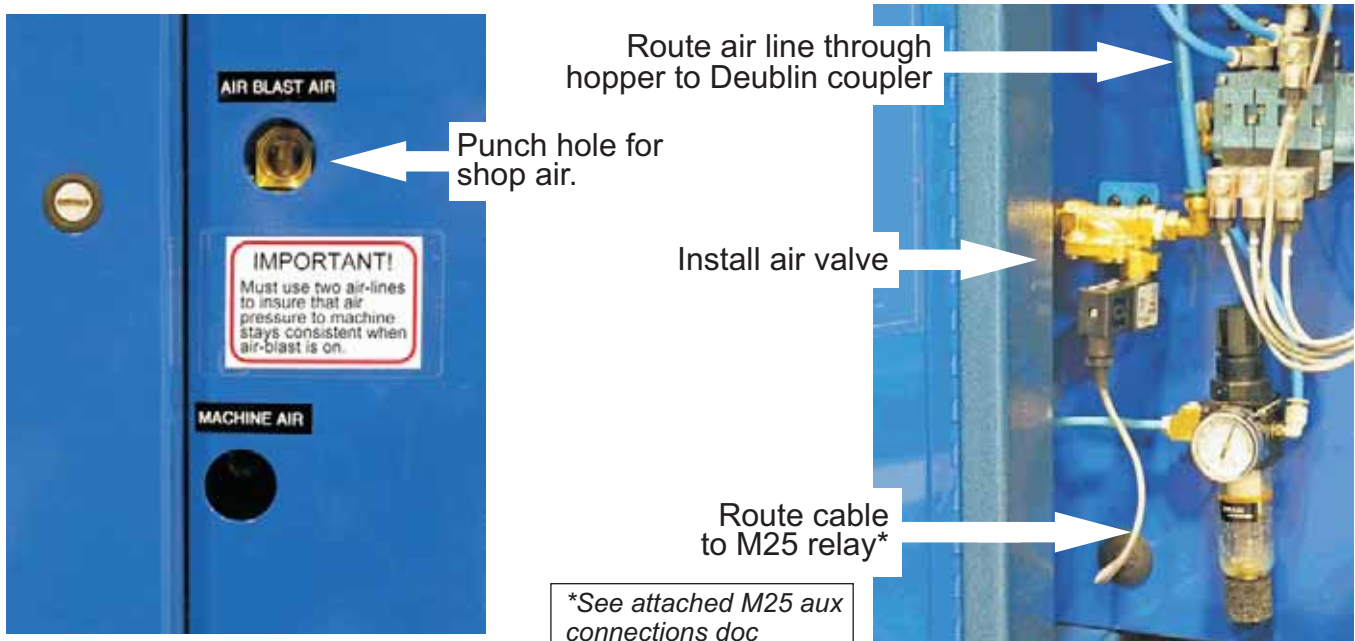 AIR BLAST AIR
Punch hole for
shop air.
IMPORTANT!
Must use two air-lines
to insure that air
pressure to machine
stays consistent when
air-blast is on.
MACHINE AIR
Route air line through
hopper to Deublin coupler
Install air valve
Route cable
to M25 relay*
*See attached M25 aux
connections doc